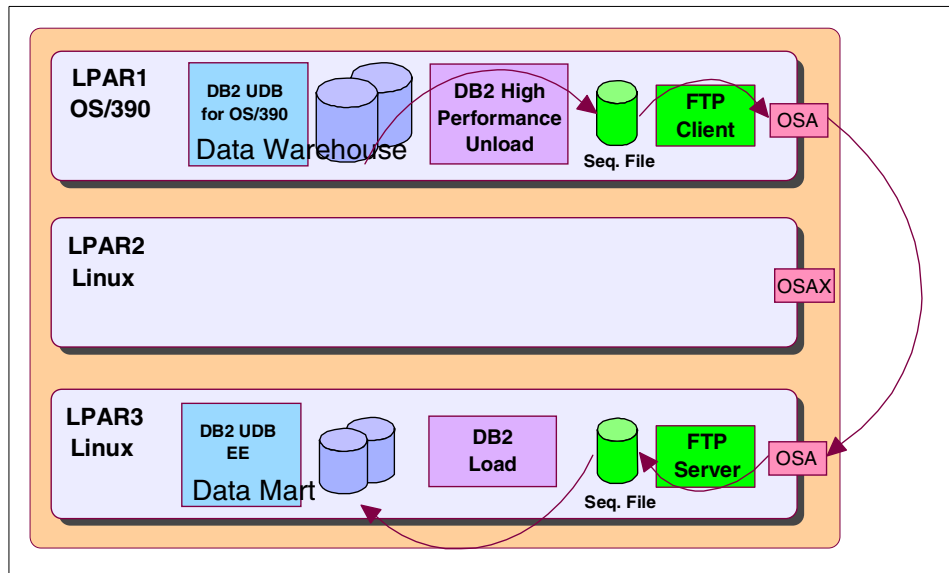 LPAR1
OS/390
DB2 UDB
for OS/390
Data Warehouse
DB2 High
Performance
Unload
Seq. File
FTP
Client
OSA
LPAR2
Linux
OSAX
LPAR3
Linux
DB2 UDB
EE
Data Mart
DB2
Load
Seq. File
FTP
Server
OSA